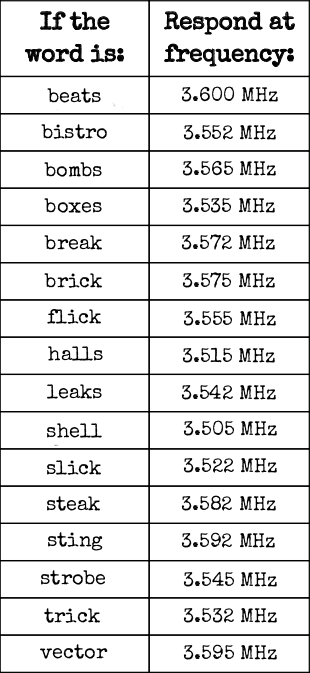 If the word is: Respond at frequency:
beats 3.600 MHz
bistro 3.552 MHz
bombs 3.565 MHz
boxes 3.535 MHz
break 3.572 MHz
brick 3.575 MHz
flick 3.555 MHz
halls 3.515 MHz
leaks 3.542 MHz
shell 3.505 MHz
slick 3.522 MHz
steak 3.582 MHz
sting 3.592 MHz
strobe 3.545 MHz
trick 3.532 MHz
vector 3.595 MHz